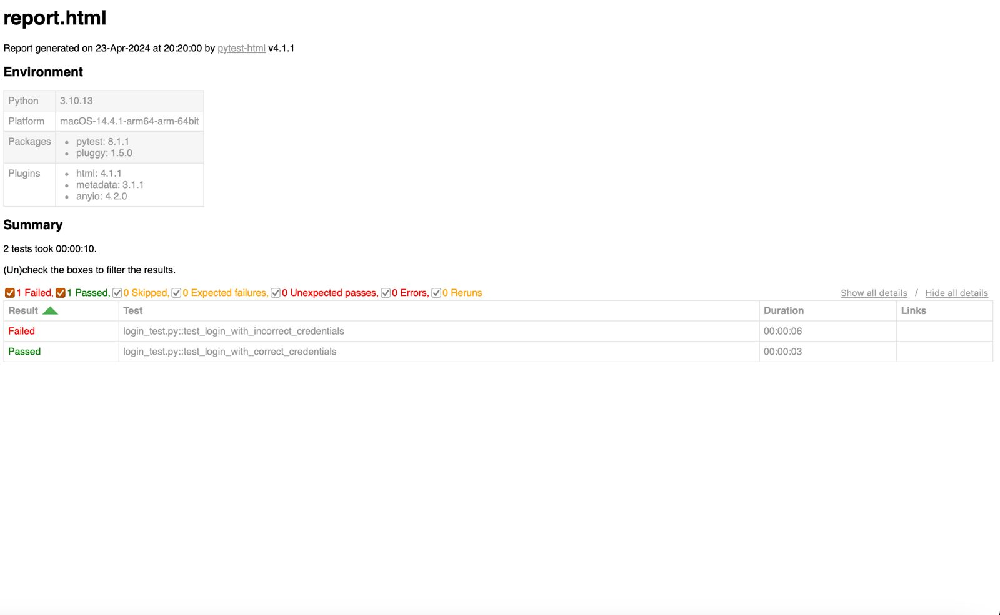 report.html
Report generated on 23-Apr-2024 at 20:20:00 by pytest-html v4.1.1
Environment
Python 3.10.13
Platform macOS-14.4.1-arm64-arm-64bit
Packages • pytest: 8.1.1
• pluggy: 1.5.0
Plugins • html: 4.1.1
• metadata: 3.1.1
• anyio: 4.2.0
Summary
2 tests took 00:00:10.
(Un)check the boxes to filter the results.
1 Failed, 1 Passed, 0 Skipped, 0 Expected failures, 0 Unexpected passes, 0 Errors, 0 Reruns Show all details / Hide all details
Result Test Duration Links
Failed login_test.py::test_login_with_incorrect_credentials 00:00:06
Passed login_test.py::test_login_with_correct_credentials 00:00:03